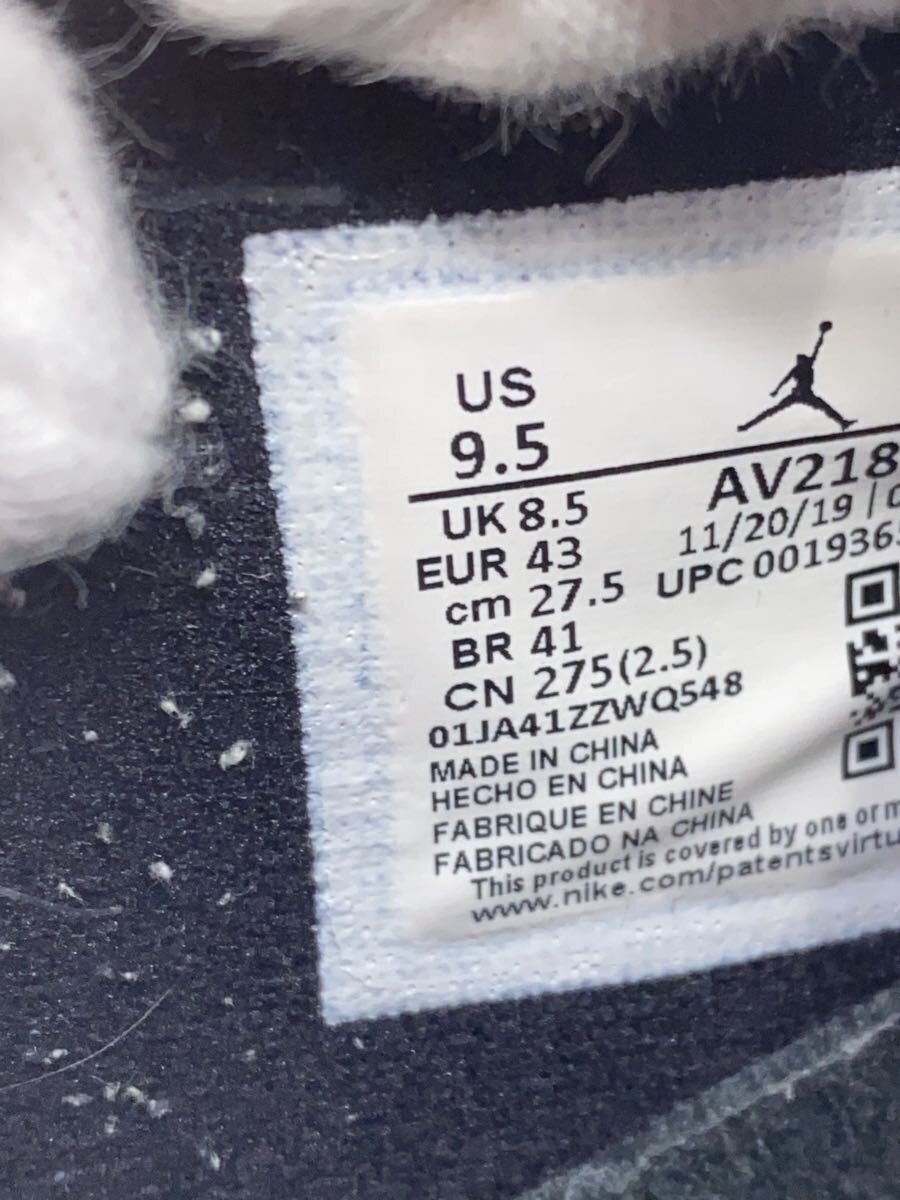 US
9.5
UK 8.5
EUR 43
cm 27.5
BR 41
CN 275(2.5)
01JA41ZZWQ548
MADE IN CHINA
HECHO EN CHINA
FABRIQUE EN CHINE
FABRICADO NA CHINA
This product is covered by one or m
www.nike.com/patentsvirtu
AV218
11/20/19 | 0
UPC 0019365